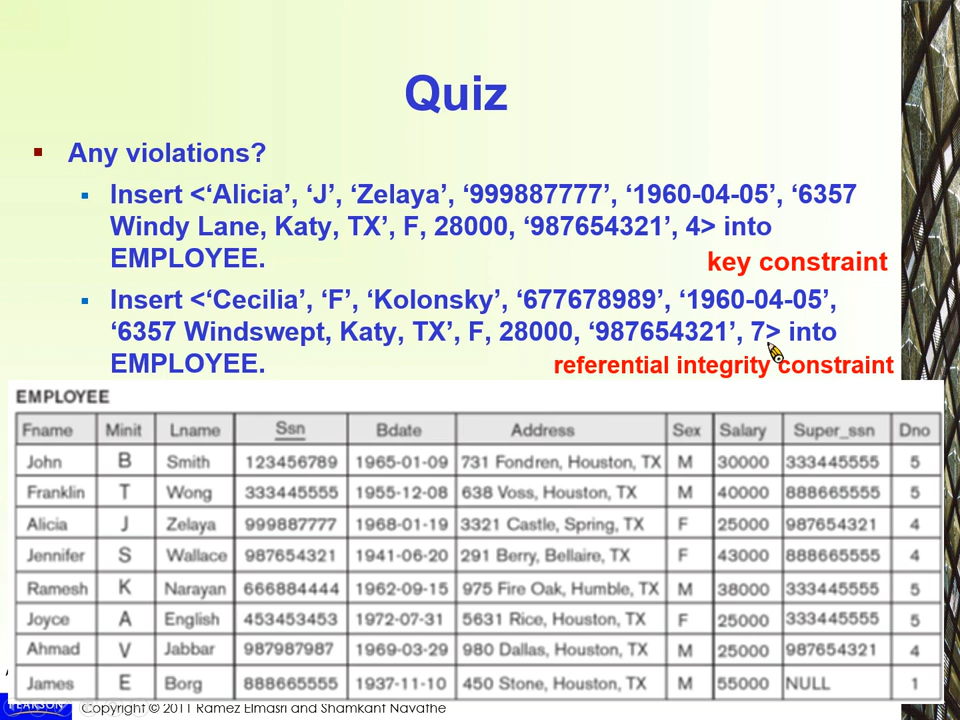 Quiz
Any violations?
Insert <‘Alicia’, ‘J’, ‘Zelaya’, ‘999887777’, ‘1960-04-05’, ‘6357
Windy Lane, Katy, TX’, F, 28000, ‘987654321’, 4> into
EMPLOYEE.
key constraint
Insert <‘Cecilia’, ‘F’, ‘Kolonsky’, ‘677678989’, ‘1960-04-05’,
‘6357 Windswept, Katy, TX’, F, 28000, ‘987654321’, 7> into
EMPLOYEE.
referential integrity constraint
EMPLOYEE
Fname Minit Lname Ssn Bdate Address Sex Salary Super_ssn Dno
John B Smith 123456789 1965-01-09 731 Fondren, Houston, TX M 30000 333445555 5
Franklin T Wong 333445555 1955-12-08 638 Voss, Houston, TX M 40000 888665555 5
Alicia J Zelaya 999887777 1968-01-19 3321 Castle, Spring, TX F 25000 987654321 4
Jennifer S Wallace 987654321 1941-06-20 291 Berry, Bellaire, TX F 43000 888665555 4
Ramesh K Narayan 666884444 1962-09-15 975 Fire Oak, Humble, TX M 38000 333445555 5
Joyce A English 453453453 1972-07-31 5631 Rice, Houston, TX F 25000 333445555 5
Ahmad V Jabbar 987987987 1969-03-29 980 Dallas, Houston, TX M 25000 987654321 4
James E Borg 888665555 1937-11-10 450 Stone, Houston, TX M 55000 NULL 1
PEARSON
Copyright © 2011 Ramez Elmasri and Shamkant Navathe